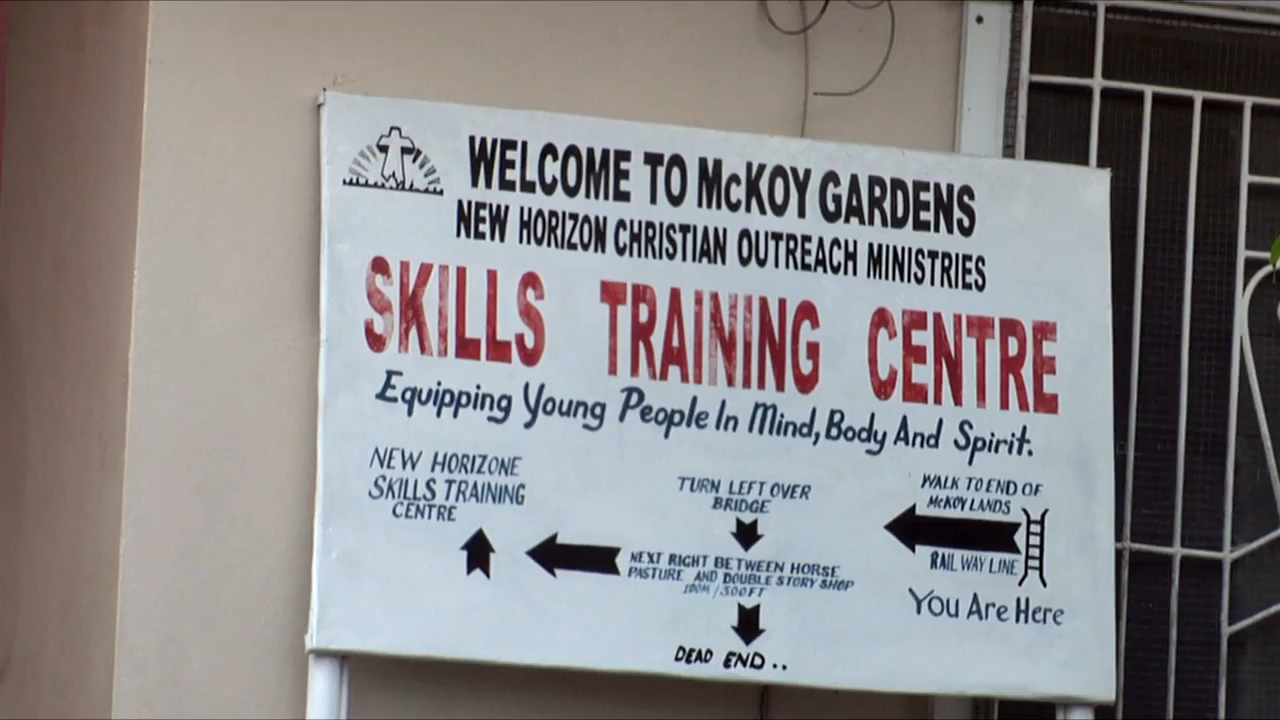 WELCOME TO McKOY GARDENS
NEW HORIZON CHRISTIAN OUTREACH MINISTRIES
SKILLS TRAINING CENTRE
Equipping Young People In Mind, Body And Spirit.
NEW HORIZONE
SKILLS TRAINING
CENTRE
TURN LEFT OVER
BRIDGE
NEXT RIGHT BETWEEN HORSE
PASTURE AND DOUBLE STORY SHOP
100M / 300FT
DEAD END..
WALK TO END OF
McKOY LANDS
RAIL WAY LINE
You Are Here